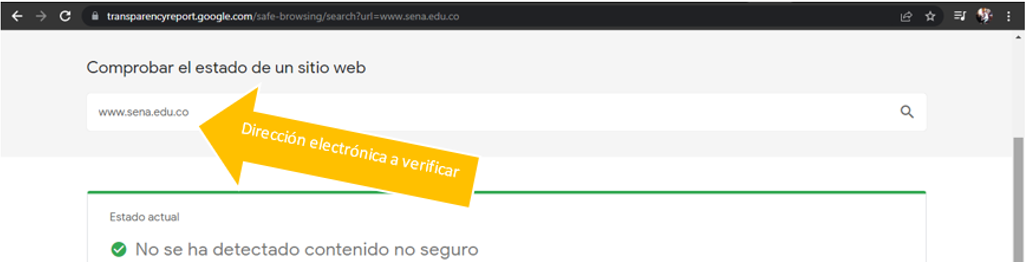 transparencyreport.google.com/safe-browsing/search?url=www.sena.edu.co
Comprobar el estado de un sitio web
www.sena.edu.co
Dirección electrónica a verificar
Estado actual
No se ha detectado contenido no seguro